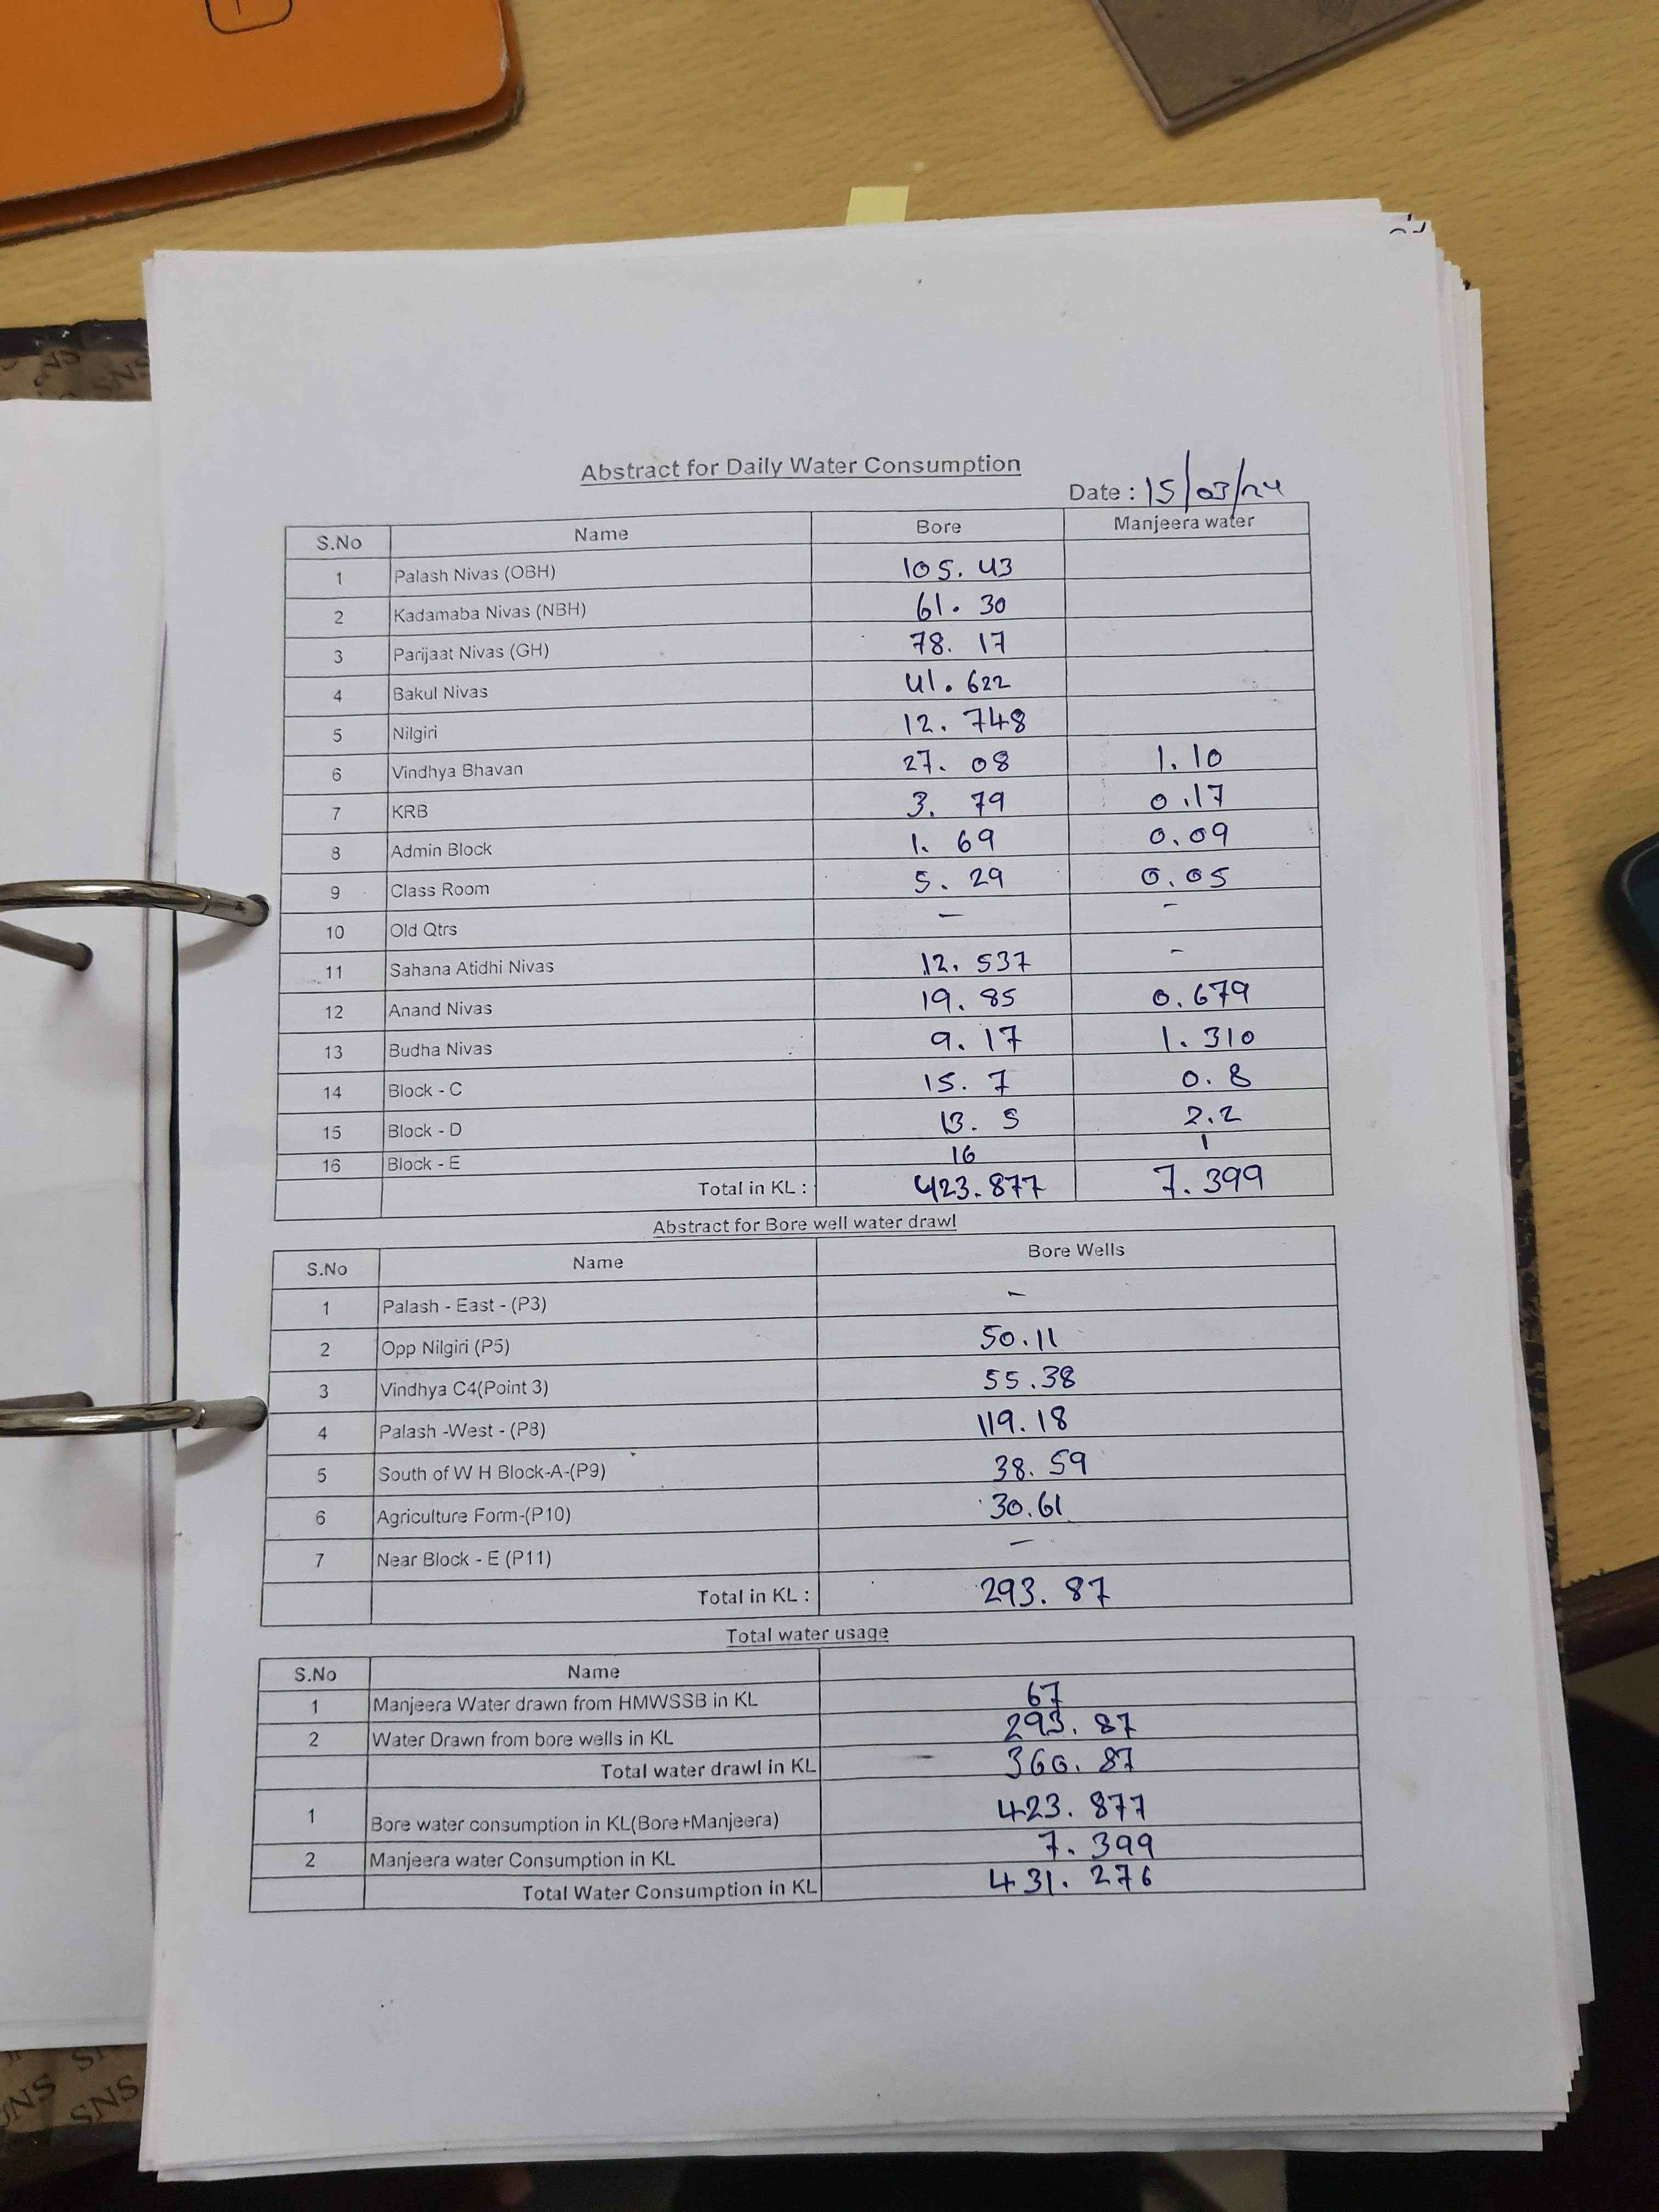 Abstract for Daily Water Consumption
Date : 15/03/24
S.No Name Bore Manjeera water
1 Palash Nivas (OBH) 105.43
2 Kadamaba Nivas (NBH) 61.30
3 Parijaat Nivas (GH) 78.17
4 Bakul Nivas 41.622
5 Nilgiri 12.748
6 Vindhya Bhavan 27.08 1.10
7 KRB 3.79 0.17
8 Admin Block 1.69 0.09
9 Class Room 5.29 0.05
10 Old Qtrs - -
11 Sahana Atidhi Nivas 12.537 -
12 Anand Nivas 19.85 0.679
13 Budha Nivas 9.17 1.310
14 Block - C 15.7 0.8
15 Block - D 13.5 2.2
16 Block - E 16 1
Total in KL : 423.877 7.399
Abstract for Bore well water drawl
S.No Name Bore Wells
1 Palash - East - (P3) -
2 Opp Nilgiri (P5) 50.11
3 Vindhya C4(Point 3) 55.38
4 Palash -West - (P8) 119.18
5 South of W H Block-A-(P9) 38.59
6 Agriculture Form-(P10) 30.61
7 Near Block - E (P11) -
Total in KL : 293.87
Total water usage
S.No Name
1 Manjeera Water drawn from HMWSSB in KL 67
2 Water Drawn from bore wells in KL 293.87
Total water drawl in KL 360.87
1 Bore water consumption in KL(Bore+Manjeera) 423.877
2 Manjeera water Consumption in KL 7.399
Total Water Consumption in KL 431.276
SNS
SNS